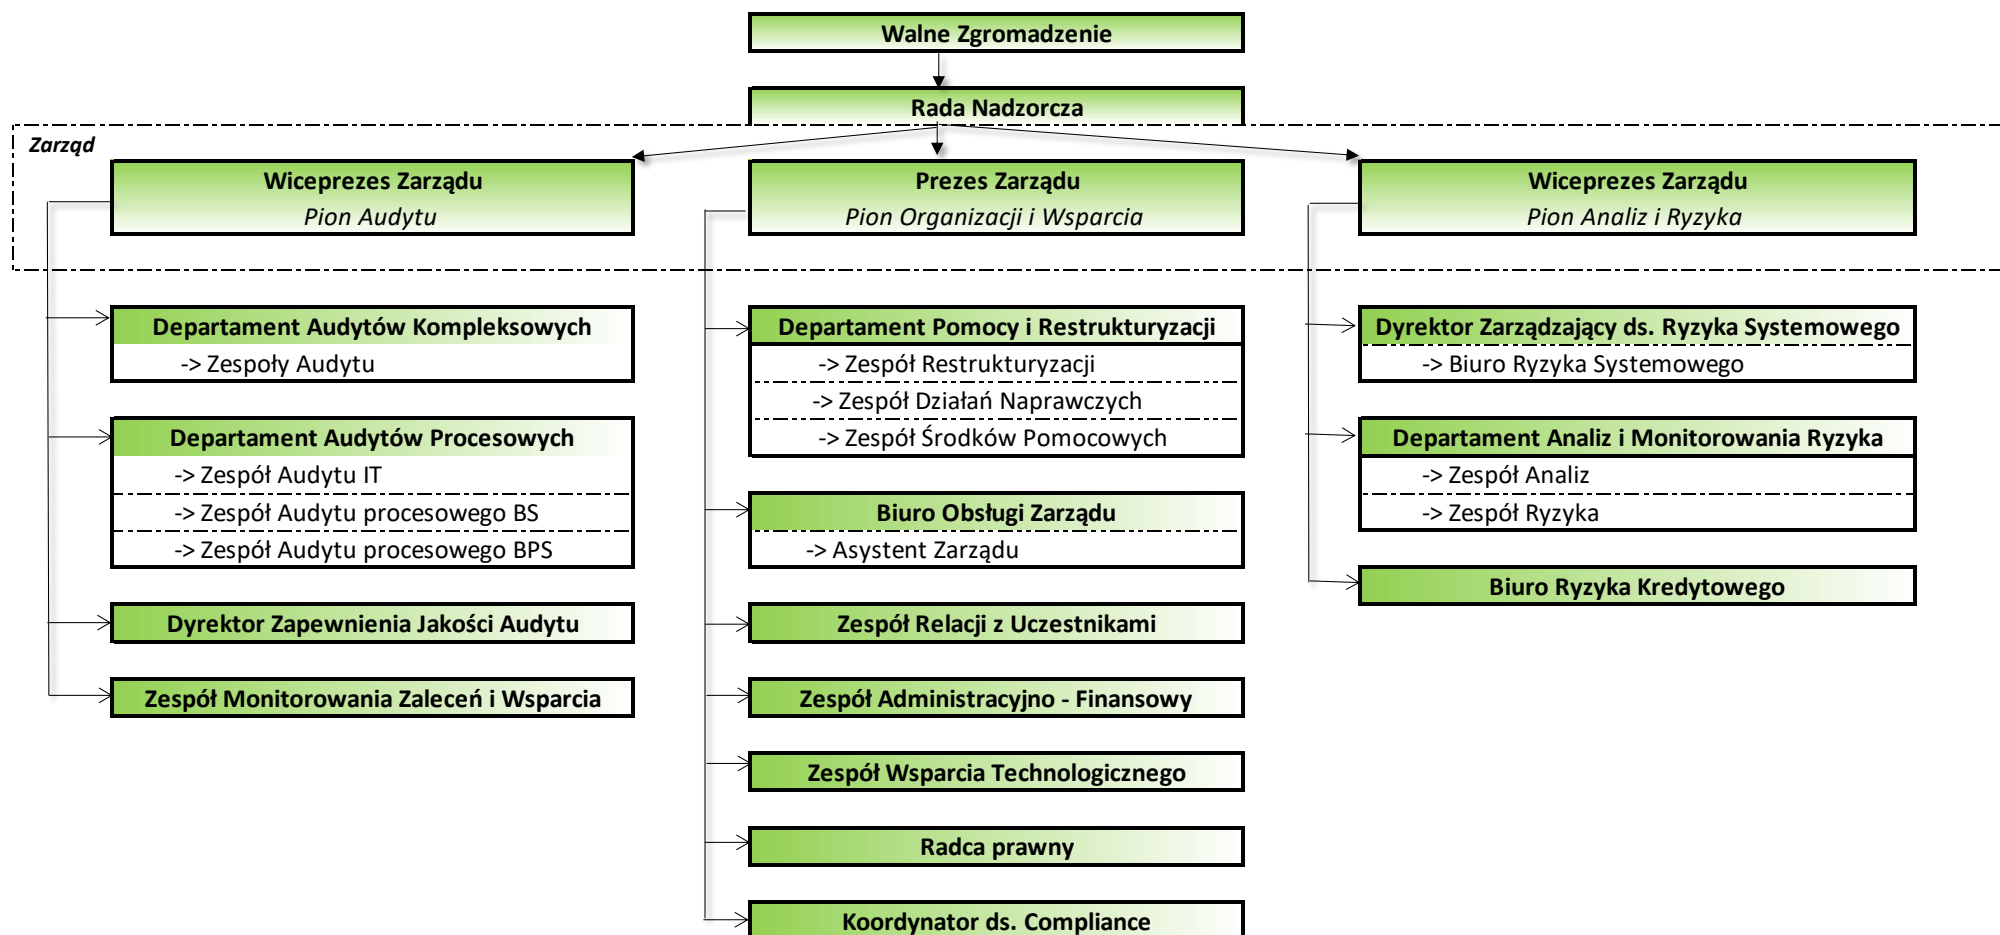 Walne Zgromadzenie
Rada Nadzorcza
Zarząd
Wiceprezes Zarządu
Pion Audytu
Prezes Zarządu
Pion Organizacji i Wsparcia
Wiceprezes Zarządu
Pion Analiz i Ryzyka
Departament Audytów Kompleksowych
-> Zespoły Audytu
Departament Audytów Procesowych
-> Zespół Audytu IT
-> Zespół Audytu procesowego BS
-> Zespół Audytu procesowego BPS
Dyrektor Zapewnienia Jakości Audytu
Zespół Monitorowania Zaleceń i Wsparcia
Departament Pomocy i Restrukturyzacji
-> Zespół Restrukturyzacji
-> Zespół Działań Naprawczych
-> Zespół Środków Pomocowych
Biuro Obsługi Zarządu
-> Asystent Zarządu
Zespół Relacji z Uczestnikami
Zespół Administracyjno - Finansowy
Zespół Wsparcia Technologicznego
Radca prawny
Koordynator ds. Compliance
Dyrektor Zarządzający ds. Ryzyka Systemowego
-> Biuro Ryzyka Systemowego
Departament Analiz i Monitorowania Ryzyka
-> Zespół Analiz
-> Zespół Ryzyka
Biuro Ryzyka Kredytowego